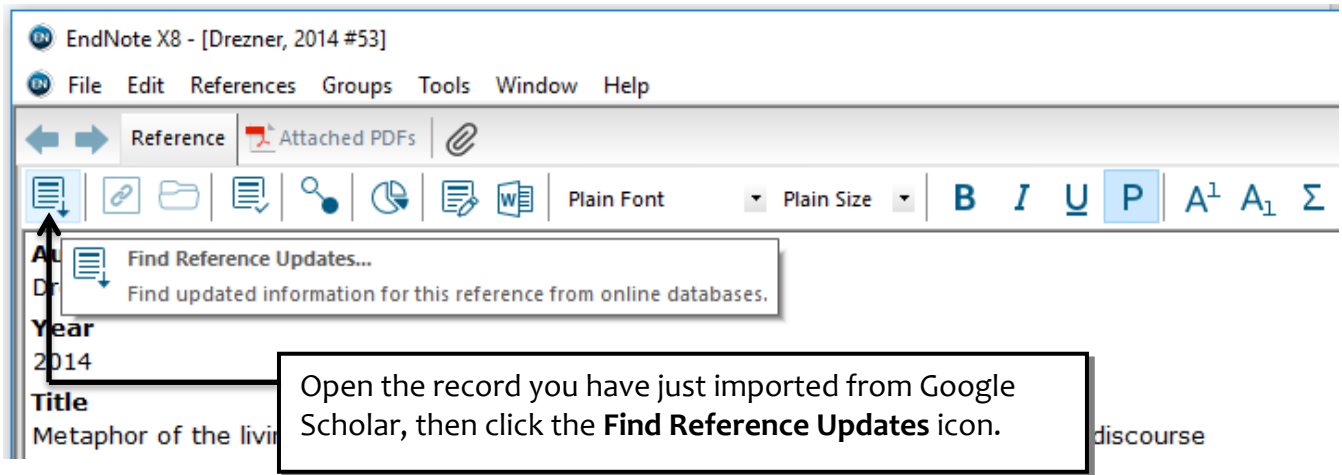 EndNote X8 - [Drezner, 2014 #53]
File Edit References Groups Tools Window Help
Reference Attached PDFs
Plain Font Plain Size B I U P A1 A1 Σ
Find Reference Updates...
Find updated information for this reference from online databases.
Year
2014
Title
Open the record you have just imported from Google
Scholar, then click the Find Reference Updates icon.
Metaphor of the discourse